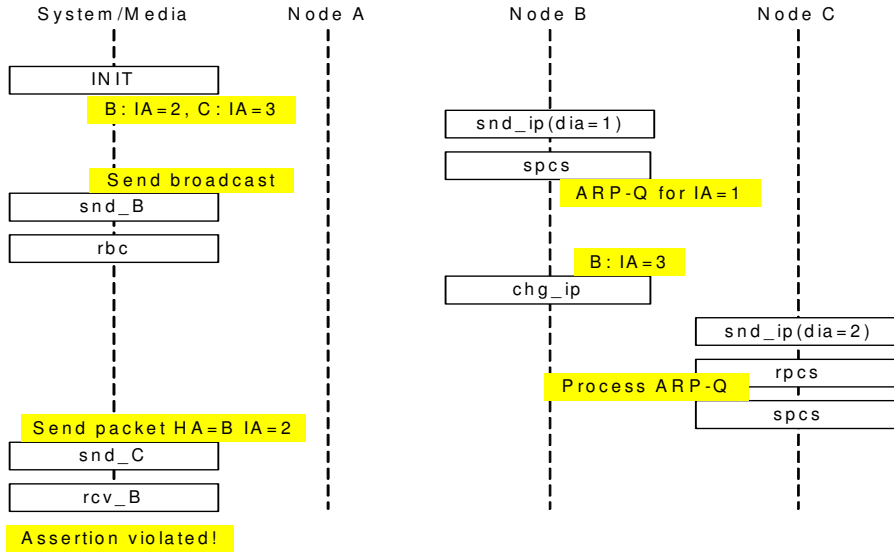 System/Media Node A Node B Node C
INIT
B: IA=2, C: IA=3
snd_ip(dia=1)
spcs
Send broadcast
ARP-Q for IA=1
snd_B
rbc
B: IA=3
chg_ip
snd_ip(dia=2)
rpcs
Process ARP-Q
spcs
Send packet HA=B IA=2
snd_C
rcv_B
Assertion violated!